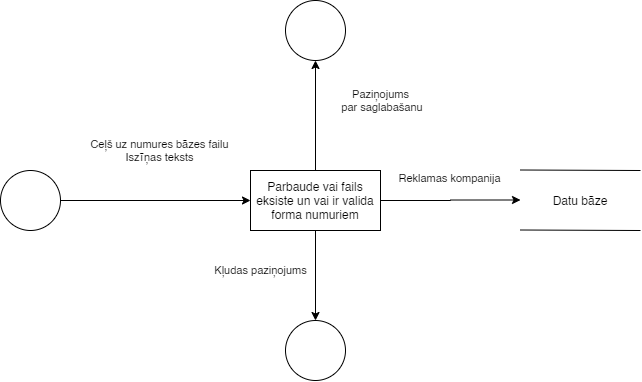 Paziņojums
par saglabašanu
Ceļš uz numures bāzes failu
Iszīņas teksts
Parbaude vai fails
eksiste un vai ir valida
forma numuriem
Reklamas kompanija
Datu bāze
Kļudas paziņojums